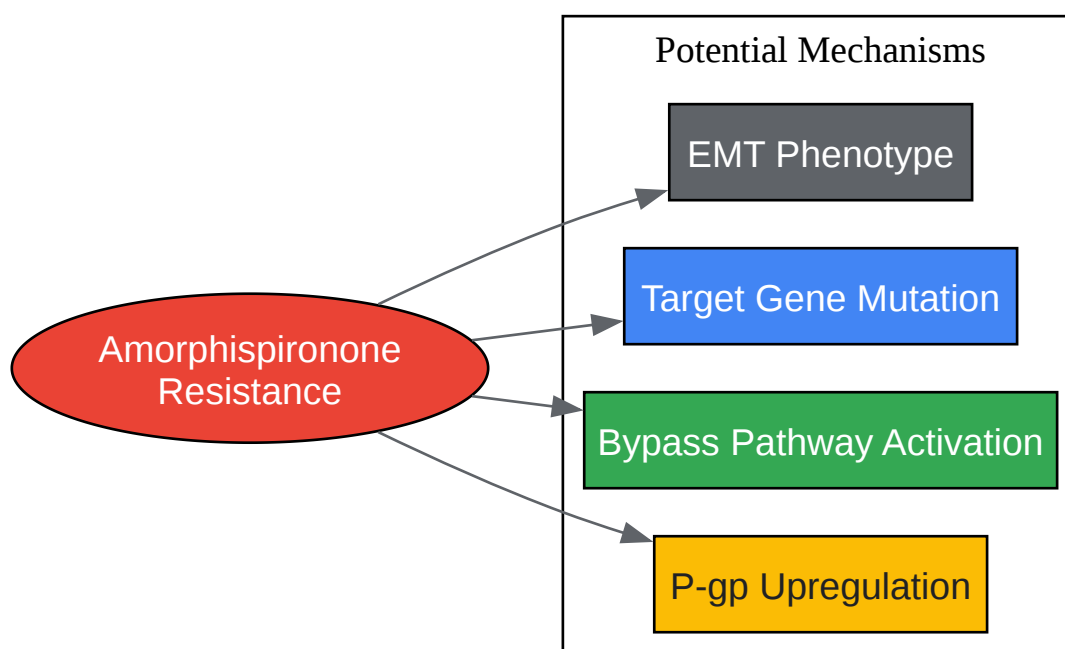 Potential Mechanisms
EMT Phenotype
Target Gene Mutation
Amorphispironone
Resistance
Bypass Pathway Activation
P-gp Upregulation